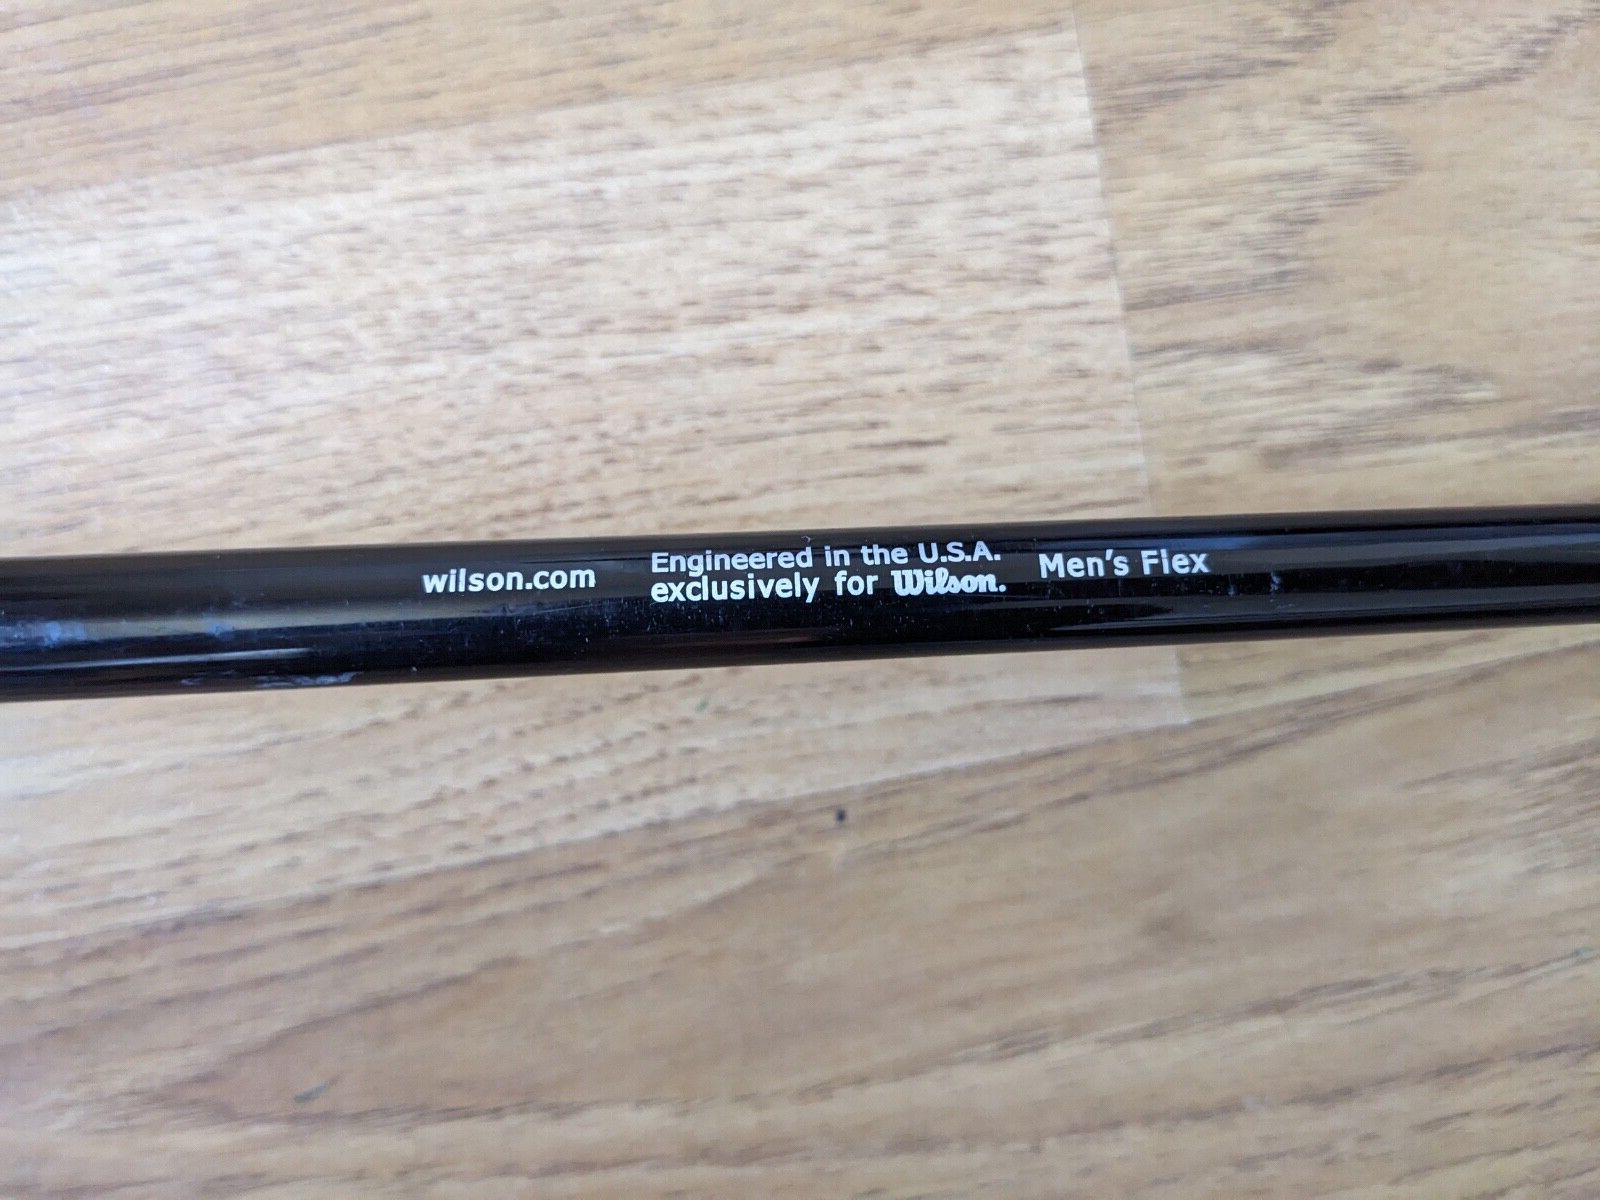 wilson.com
Engineered in the U.S.A.
exclusively for Wilson.
Men's Flex